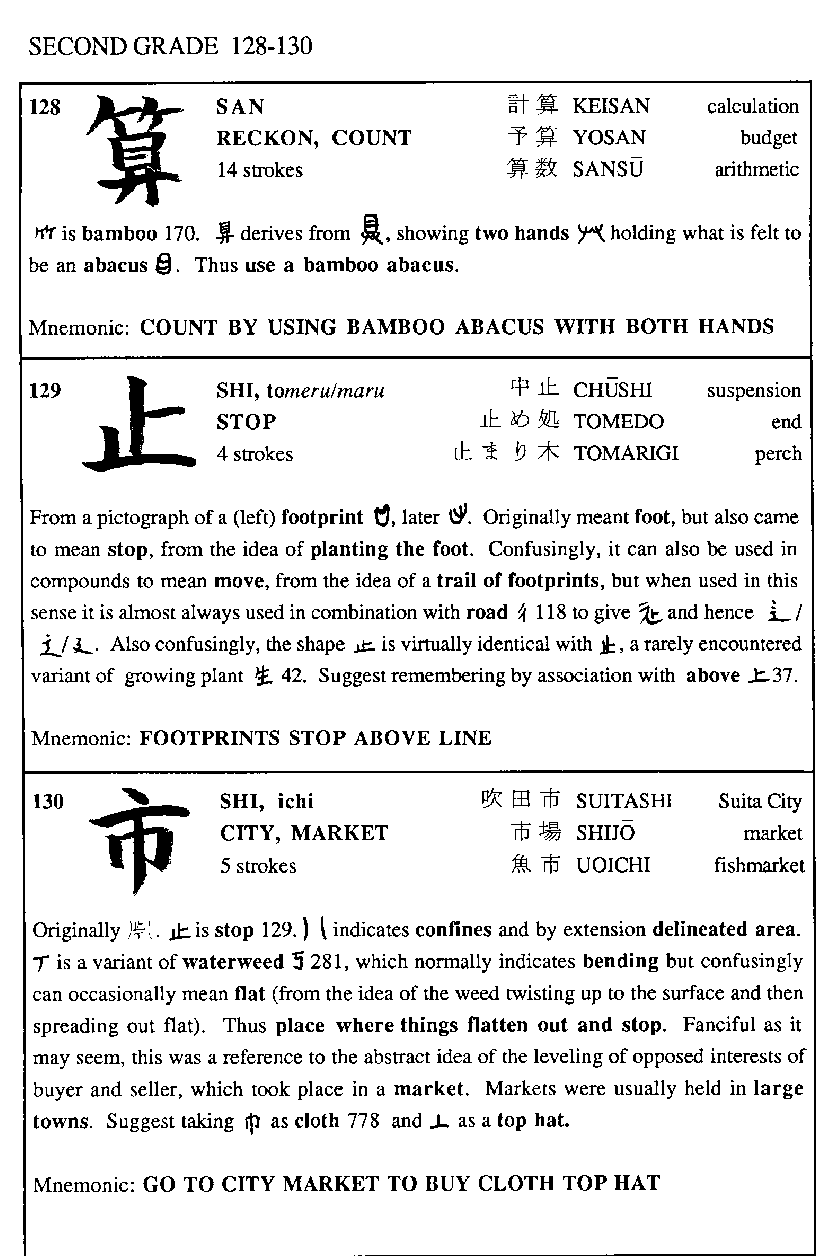 SECOND GRADE 128-130
128 算 SAN 計算 KEISAN calculation
RECKON, COUNT 予算 YOSAN budget
14 strokes 算数 SANSŪ arithmetic
is bamboo 170. derives from , showing two hands holding what is felt to
be an abacus . Thus use a bamboo abacus.
Mnemonic: COUNT BY USING BAMBOO ABACUS WITH BOTH HANDS
129 止 SHI, tomeru/maru 中止 CHŪSHI suspension
STOP 止め処 TOMEDO end
4 strokes 止まり木 TOMARIGI perch
From a pictograph of a (left) footprint , later . Originally meant foot, but also came
to mean stop, from the idea of planting the foot. Confusingly, it can also be used in
compounds to mean move, from the idea of a trail of footprints, but when used in this
sense it is almost always used in combination with road 彳 118 to give and hence /
/ . Also confusingly, the shape 止 is virtually identical with , a rarely encountered
variant of growing plant 生 42. Suggest remembering by association with above 上 37.
Mnemonic: FOOTPRINTS STOP ABOVE LINE
130 市 SHI, ichi 吹田市 SUITASHI Suita City
CITY, MARKET 市場 SHIJŌ market
5 strokes 魚市 UOICHI fishmarket
Originally . 止 is stop 129. indicates confines and by extension delineated area.
is a variant of waterweed 281, which normally indicates bending but confusingly
can occasionally mean flat (from the idea of the weed twisting up to the surface and then
spreading out flat). Thus place where things flatten out and stop. Fanciful as it
may seem, this was a reference to the abstract idea of the leveling of opposed interests of
buyer and seller, which took place in a market. Markets were usually held in large
towns. Suggest taking 巾 as cloth 778 and 亠 as a top hat.
Mnemonic: GO TO CITY MARKET TO BUY CLOTH TOP HAT